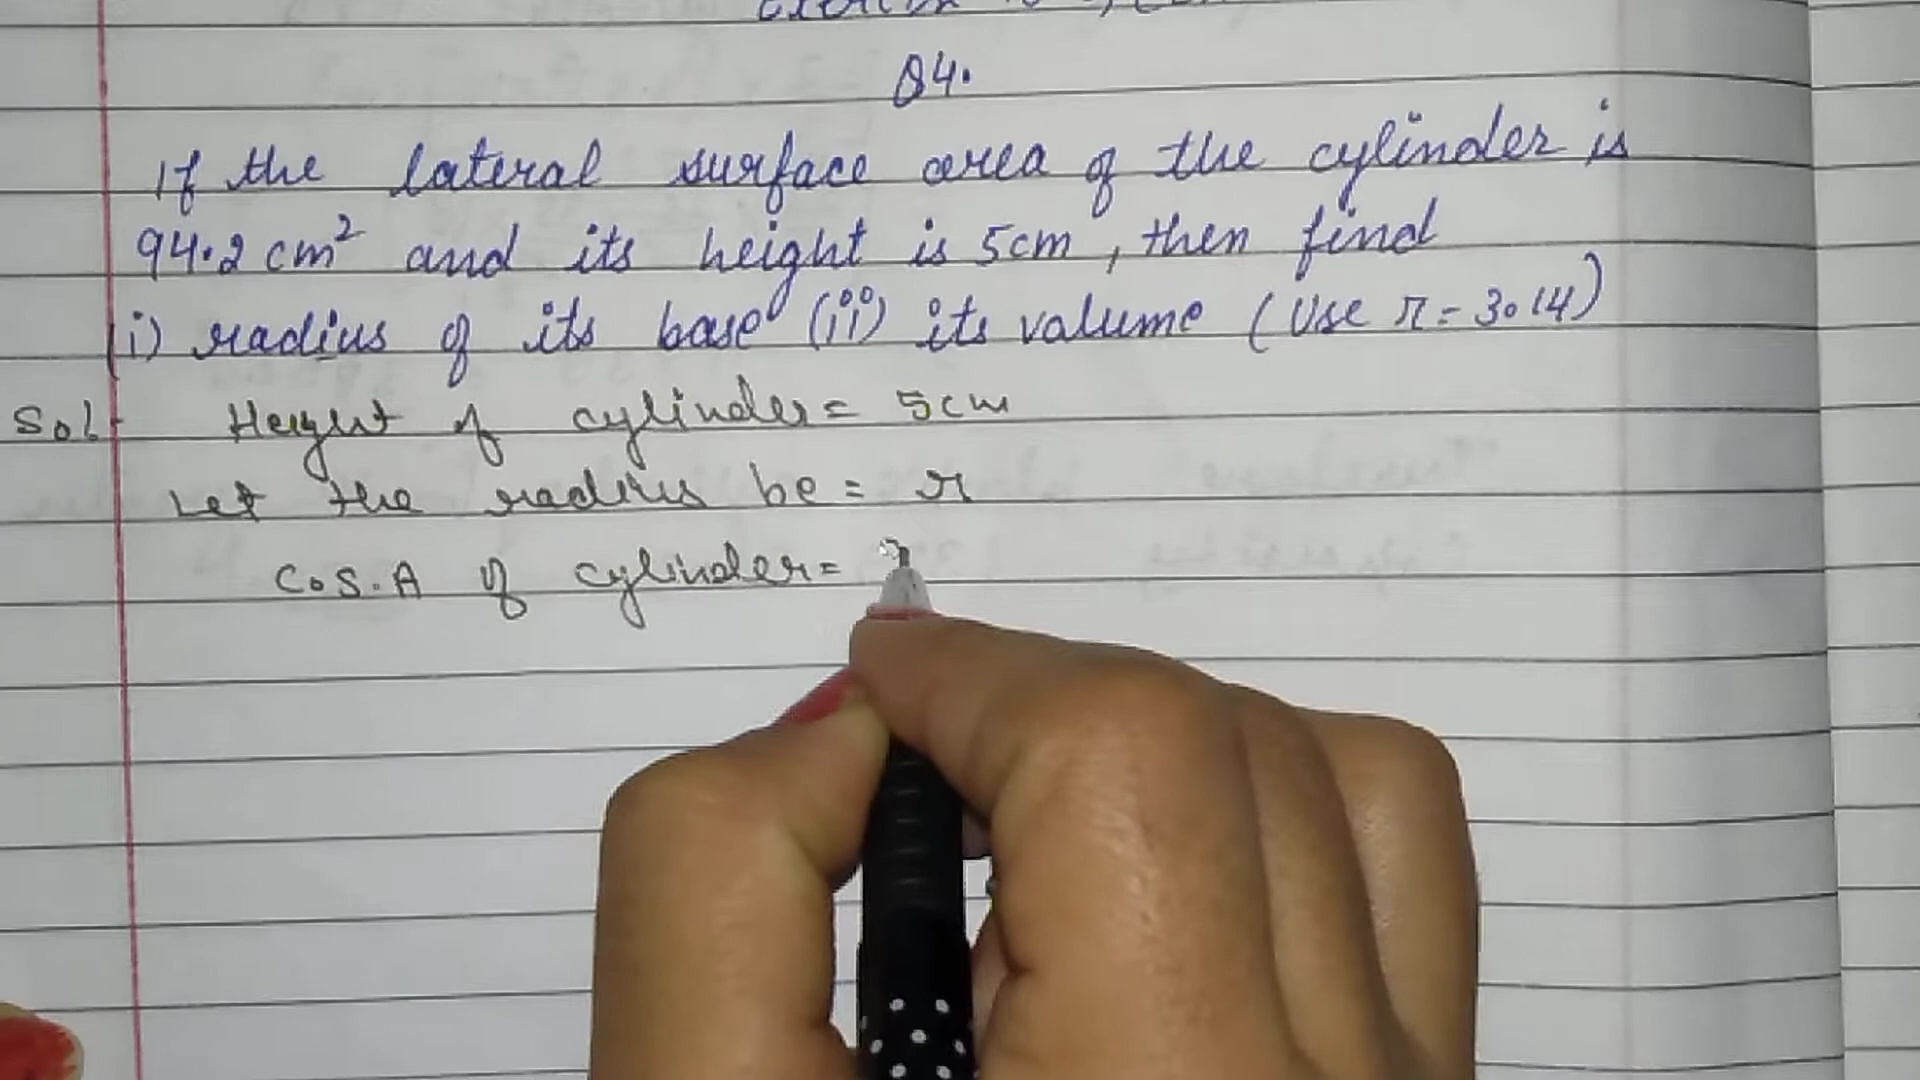 Q4.
If the lateral surface area of the cylinder is
94.2 cm² and its height is 5cm, then find
(i) radius of its base (ii) its valume (Use π = 3.14)
Sol- Height of cylinder = 5cm
Let the radius be = r
C.S.A of cylinder =